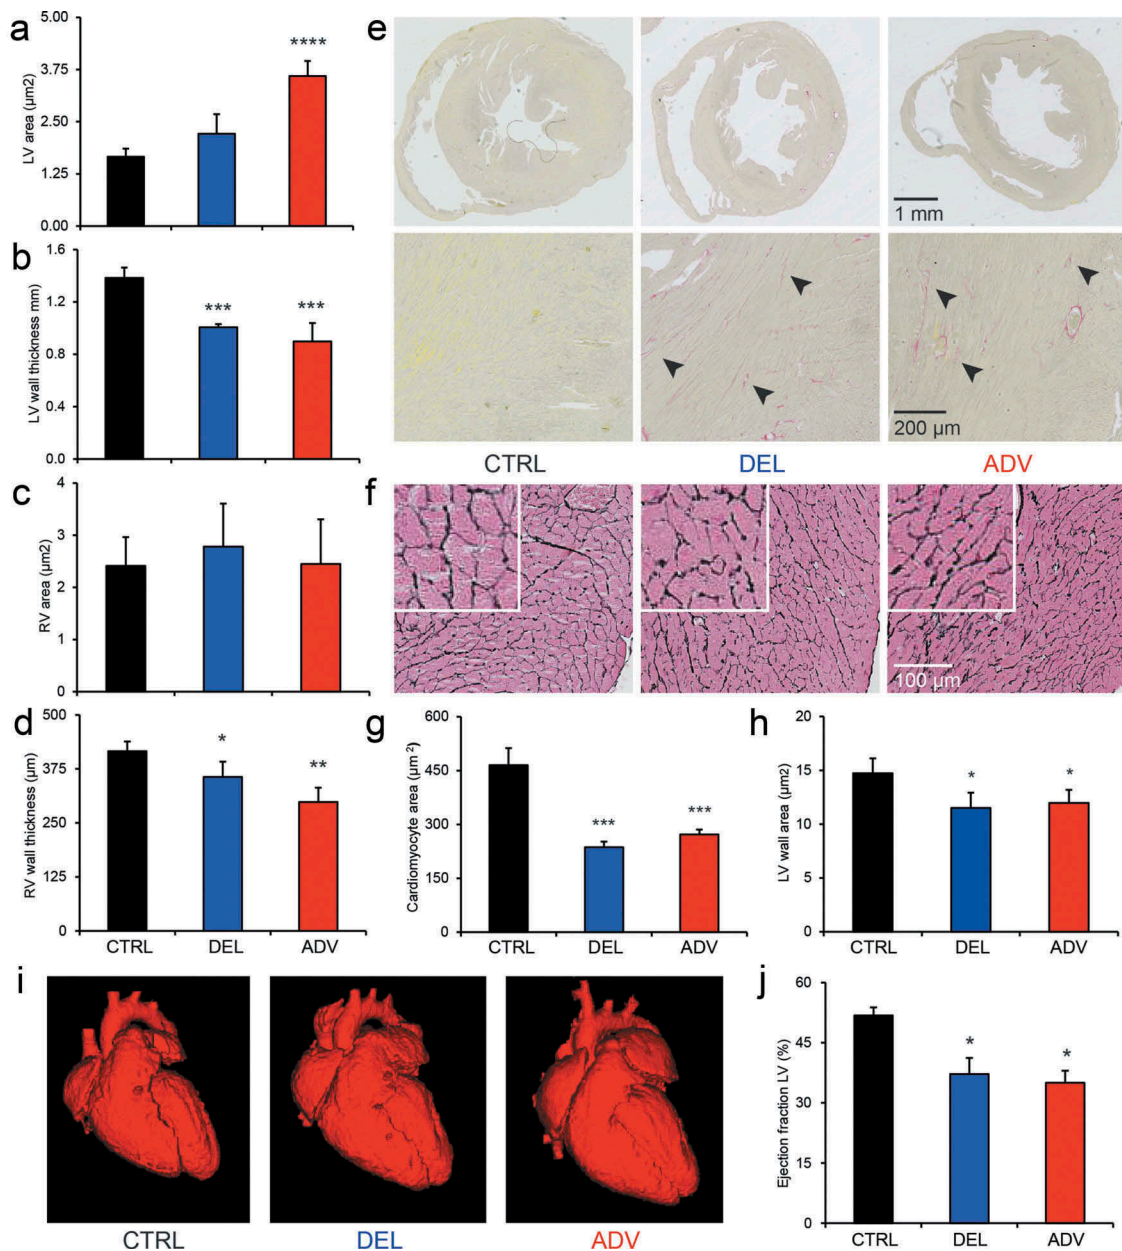 a
LV area (µm2)
5.00
3.75
2.50
1.25
0.00
****
b
LV wall thickness mm)
1.6
1.2
0.8
0.4
0.0
***
***
c
RV area (µm2)
4
3
2
1
0
d
RV wall thickness (µm)
500
375
250
125
0
*
**
CTRL DEL ADV
e
1 mm
200 µm
CTRL DEL ADV
f
100 µm
g
Cardiomyocyte area (µm²)
600
450
300
150
0
***
***
CTRL DEL ADV
h
LV wall area (µm2)
20
15
10
5
0
*
*
CTRL DEL ADV
i
CTRL DEL ADV
j
Ejection fraction LV (%)
60
45
30
15
0
*
*
CTRL DEL ADV